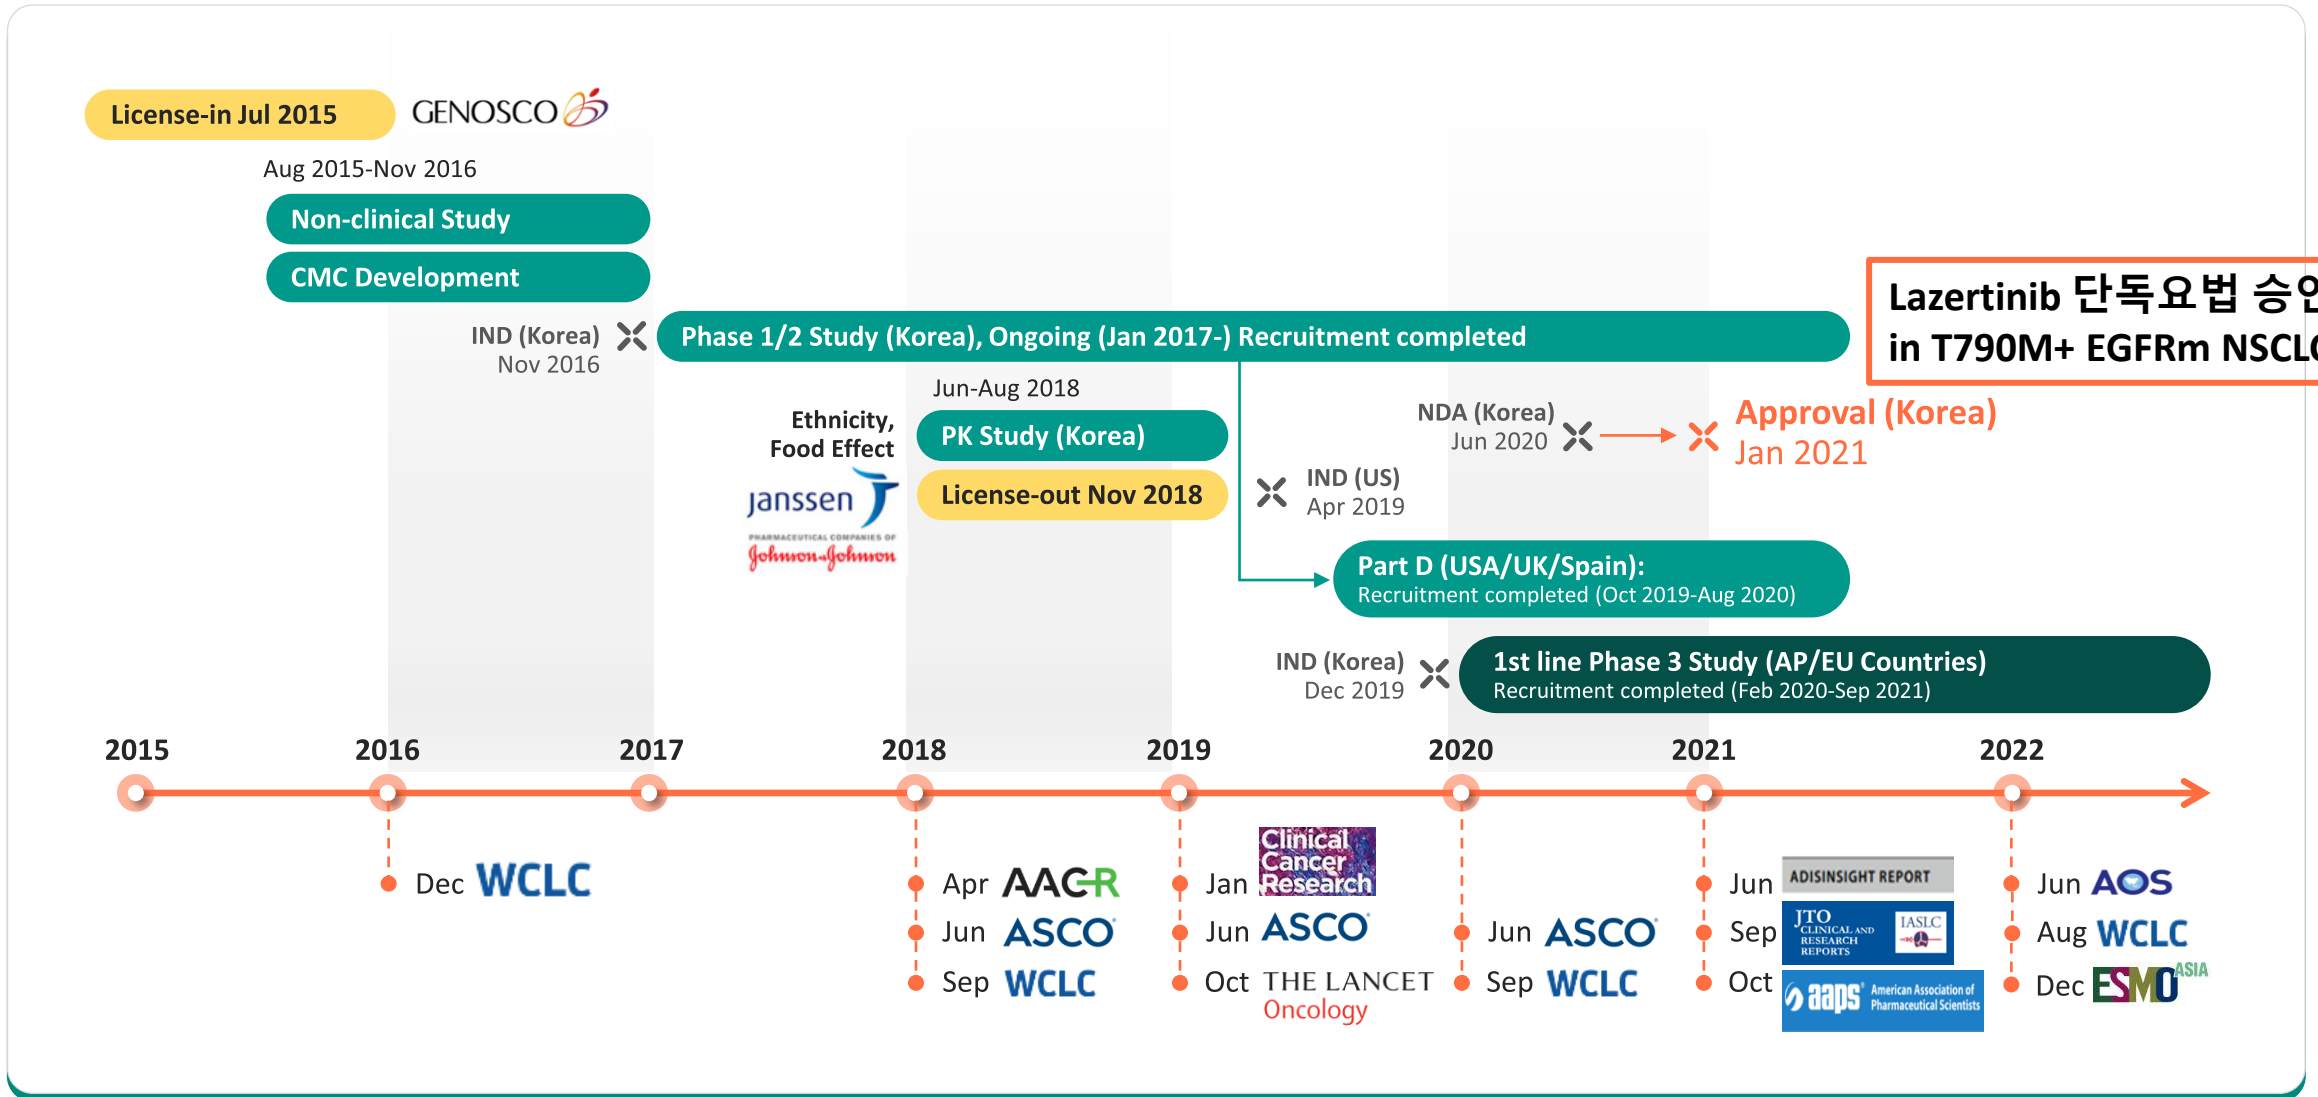 License-in Jul 2015
GENOSCO
Aug 2015-Nov 2016
Non-clinical Study
CMC Development
IND (Korea)
Nov 2016
Phase 1/2 Study (Korea), Ongoing (Jan 2017-) Recruitment completed
Lazertinib 단독요법
in T790M+ EGFRm
Jun-Aug 2018
Ethnicity,
Food Effect
PK Study (Korea)
janssen
PHARMACEUTICAL COMPANIES OF
Johnson & Johnson
License-out Nov 2018
IND (US)
Apr 2019
NDA (Korea)
Jun 2020
Approval (Korea)
Jan 2021
Part D (USA/UK/Spain):
Recruitment completed (Oct 2019-Aug 2020)
IND (Korea)
Dec 2019
1st line Phase 3 Study (AP/EU Countries)
Recruitment completed (Feb 2020-Sep 2021)
2015 2016 2017 2018 2019 2020 2021 2022
Dec WCLC
Apr AACR
Jun ASCO
Sep WCLC
Jan Clinical
Cancer
Research
Jun ASCO
Oct THE LANCET
Oncology
Jun ASCO
Sep WCLC
Jun ADISINSIGHT REPORT
Sep JTO
CLINICAL AND
RESEARCH
REPORTS
IASLC
Oct aaps
American Association of
Pharmaceutical Scientists
Jun AOS
Aug WCLC
Dec ESMO ASIA